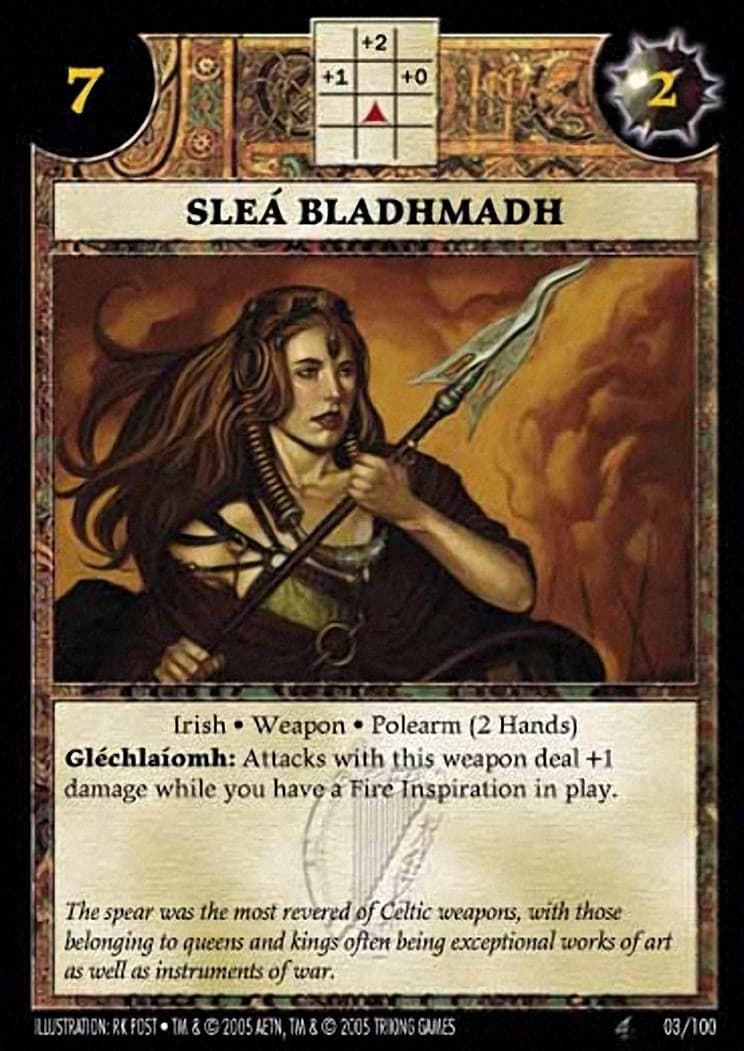 7
+2
+1 +0
2
SLEÁ BLADHMADH
Irish • Weapon • Polearm (2 Hands)
Gléchlaíomh: Attacks with this weapon deal +1
damage while you have a Fire Inspiration in play.
The spear was the most revered of Celtic weapons, with those
belonging to queens and kings often being exceptional works of art
as well as instruments of war.
ILLUSTRATION: RK POST • TM & © 2005 AETN, TM & © 2005 TRIKING GAMES
03/100